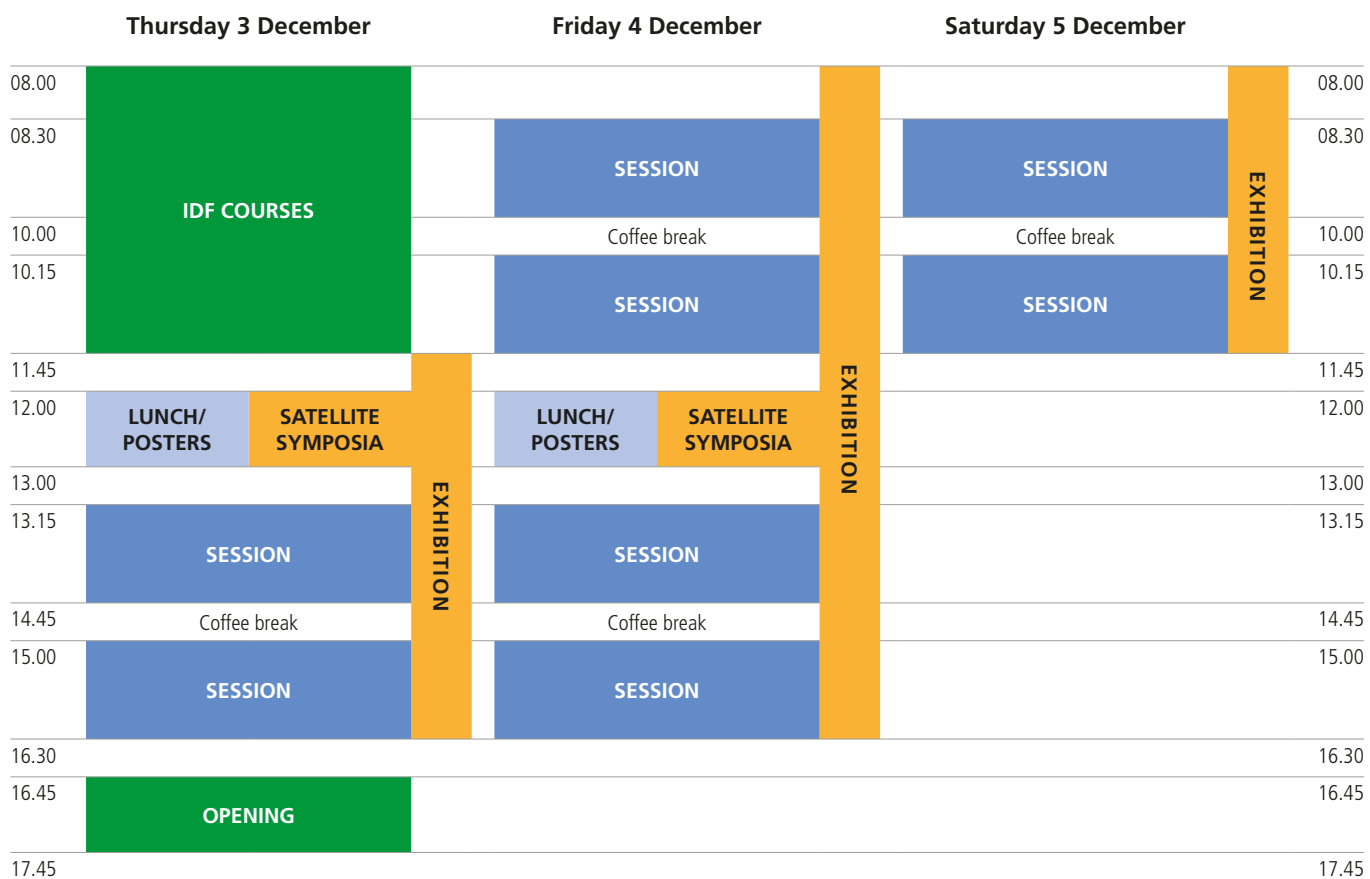 Thursday 3 December
Friday 4 December
Saturday 5 December
08.00
08.00
08.30
08.30
SESSION
SESSION
IDF COURSES
10.00
Coffee break
Coffee break
10.00
10.15
10.15
SESSION
SESSION
EXHIBITION
11.45
11.45
12.00
LUNCH/
POSTERS
SATELLITE
SYMPOSIA
LUNCH/
POSTERS
SATELLITE
SYMPOSIA
EXHIBITION
12.00
13.00
13.00
13.15
13.15
SESSION
EXHIBITION
SESSION
14.45
Coffee break
Coffee break
14.45
15.00
15.00
SESSION
SESSION
16.30
16.30
16.45
16.45
OPENING
17.45
17.45